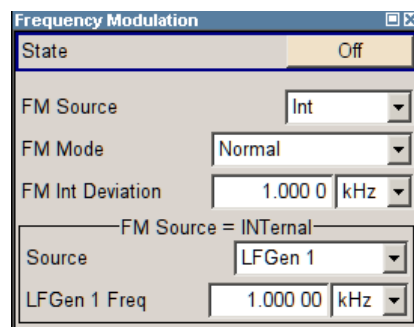 Frequency Modulation
State Off
FM Source Int
FM Mode Normal
FM Int Deviation 1.000 0 kHz
FM Source = INTernal
Source LFGen 1
LFGen 1 Freq 1.000 00 kHz